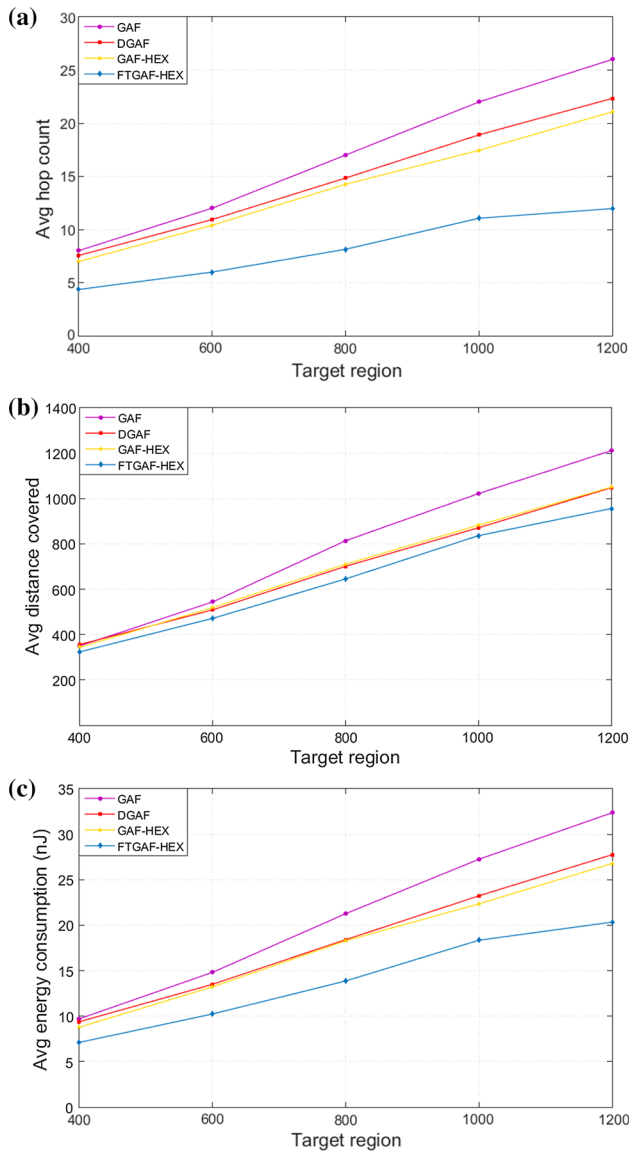 (a)
30
25
20
15
10
5
0
Avg hop count
GAF
DGAF
GAF-HEX
FTGAF-HEX
400 600 800 1000 1200
Target region
(b)
1400
1200
1000
800
600
400
200
Avg distance covered
GAF
DGAF
GAF-HEX
FTGAF-HEX
400 600 800 1000 1200
Target region
(c)
35
30
25
20
15
10
5
0
Avg energy consumption (nJ)
GAF
DGAF
GAF-HEX
FTGAF-HEX
400 600 800 1000 1200
Target region